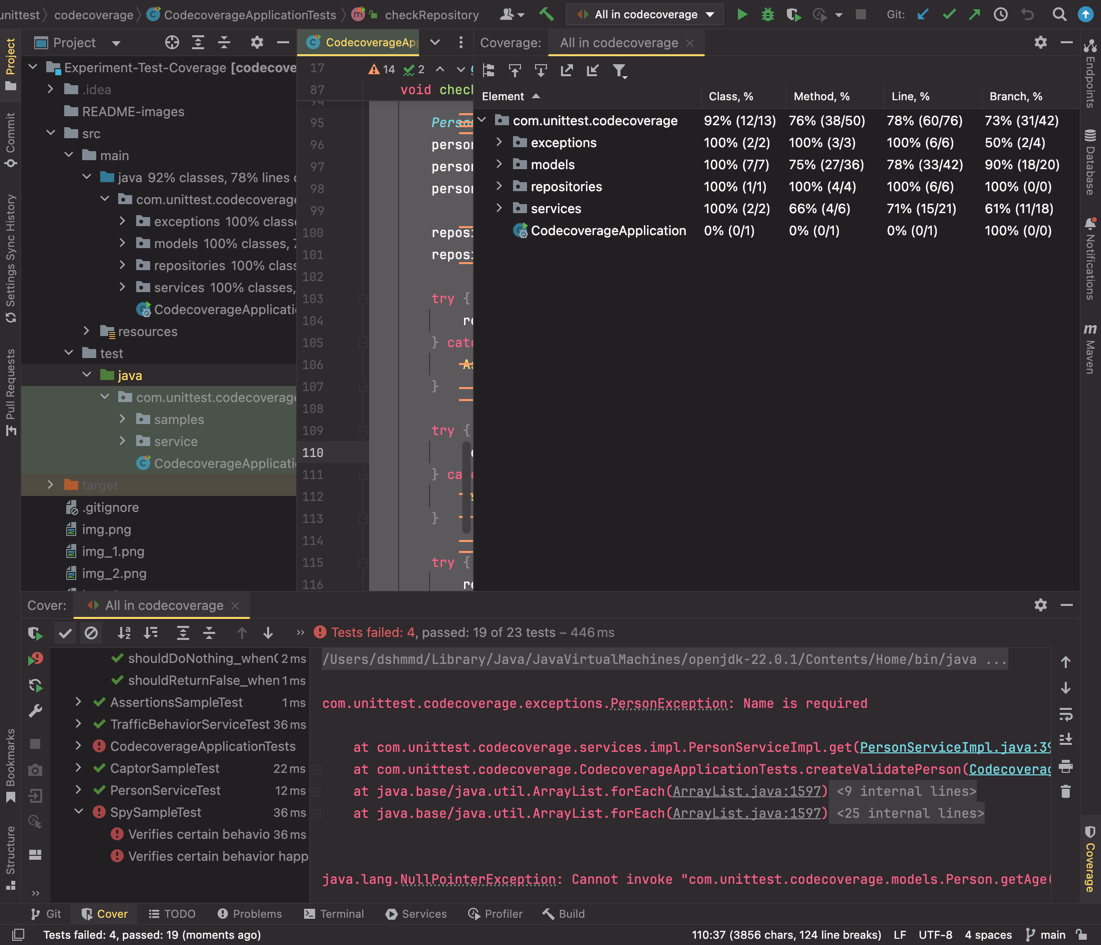 unittest codecoverage CodecoverageApplicationTests checkRepository
All in codecoverage
Git:
Project
Commit
Settings Sync History
Pull Requests
Bookmarks
Structure
Project
Experiment-Test-Coverage [codecove
.idea
README-images
src
main
java 92% classes, 78% lines c
com.unittest.codecoverage
exceptions 100% class
models 100% classes, 7
repositories 100% clas
services 100% classes,
CodecoverageApplicati
resources
test
java
com.unittest.codecoverage
samples
service
CodecoverageApplicati
target
.gitignore
img.png
img_1.png
img_2.png
CodecoverageAp
17
14 2
87 void chec
95 Perso
96 person
97 person
98 person
99
100 reposi
101 reposi
102
103 try {
104 re
105 } catc
106 As
107 }
108
109 try {
110
111 } catc
112
113 }
114
115 try {
116 re
Coverage: All in codecoverage
Element Class, % Method, % Line, % Branch, %
com.unittest.codecoverage 92% (12/13) 76% (38/50) 78% (60/76) 73% (31/42)
exceptions 100% (2/2) 100% (3/3) 100% (6/6) 50% (2/4)
models 100% (7/7) 75% (27/36) 78% (33/42) 90% (18/20)
repositories 100% (1/1) 100% (4/4) 100% (6/6) 100% (0/0)
services 100% (2/2) 66% (4/6) 71% (15/21) 61% (11/18)
CodecoverageApplication 0% (0/1) 0% (0/1) 0% (0/1) 100% (0/0)
Endpoints
Database
Notifications
Maven
Coverage
Cover: All in codecoverage
Tests failed: 4, passed: 19 of 23 tests – 446 ms
shouldDoNothing_when( 2 ms
shouldReturnFalse_when 1 ms
AssertionsSampleTest 1 ms
TrafficBehaviorServiceTest 36 ms
CodecoverageApplicationTests
CaptorSampleTest 22 ms
PersonServiceTest 12 ms
SpySampleTest 36 ms
Verifies certain behavio 36 ms
Verifies certain behavior happ
/Users/dshmmd/Library/Java/JavaVirtualMachines/openjdk-22.0.1/Contents/Home/bin/java ...
com.unittest.codecoverage.exceptions.PersonException: Name is required
at com.unittest.codecoverage.services.impl.PersonServiceImpl.get(PersonServiceImpl.java:39
at com.unittest.codecoverage.CodecoverageApplicationTests.createValidatePerson(Codecoverag
at java.base/java.util.ArrayList.forEach(ArrayList.java:1597) <9 internal lines>
at java.base/java.util.ArrayList.forEach(ArrayList.java:1597) <25 internal lines>
java.lang.NullPointerException: Cannot invoke "com.unittest.codecoverage.models.Person.getAge(
Git Cover TODO Problems Terminal Services Profiler Build
Tests failed: 4, passed: 19 (moments ago) 110:37 (3856 chars, 124 line breaks) LF UTF-8 4 spaces main